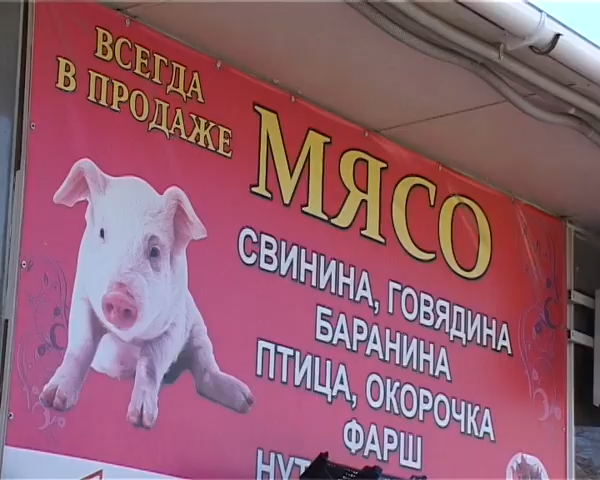 ВСЕГДА
В ПРОДАЖЕ
МЯСО
СВИНИНА, ГОВЯДИНА
БАРАНИНА
ПТИЦА, ОКОРОЧКА
ФАРШ